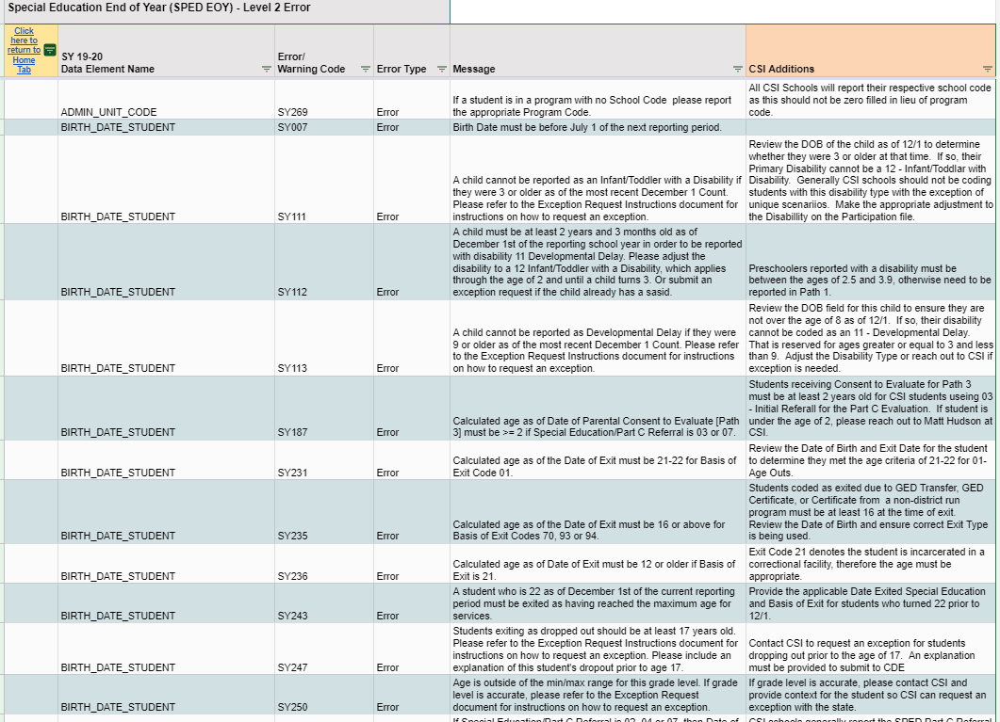 Special Education End of Year (SPED EOY) - Level 2 Error
Click
here to
return to
Home
Tab
SY 19-20
Data Element Name
Error/
Warning Code
Error Type
Message
CSI Additions
ADMIN_UNIT_CODE
SY269
Error
If a student is in a program with no School Code please report
the appropriate Program Code.
All CSI Schools will report their respective school code
as this should not be zero filled in lieu of program
code.
BIRTH_DATE_STUDENT
SY007
Error
Birth Date must be before July 1 of the next reporting period.
BIRTH_DATE_STUDENT
SY111
Error
A child cannot be reported as an Infant/Toddler with a Disability if
they were 3 or older as of the most recent December 1 Count.
Please refer to the Exception Request Instructions document for
instructions on how to request an exception.
Review the DOB of the child as of 12/1 to determine
whether they were 3 or older at that time. If so, their
Primary Disability cannot be a 12 - Infant/Toddlar with
Disability. Generally CSI schools should not be coding
students with this disability type with the exception of
unique scenariios. Make the appropriate adjustment to
the Disabillity on the Participation file.
BIRTH_DATE_STUDENT
SY112
Error
A child must be at least 2 years and 3 months old as of
December 1st of the reporting school year in order to be reported
with disability 11 Developmental Delay. Please adjust the
disability to a 12 Infant/Toddler with a Disability, which applies
through the age of 2 and until a child turns 3. Or submit an
exception request if the child already has a sasid.
Preschoolers reported with a disability must be
between the ages of 2.5 and 3.9, otherwise need to be
reported in Path 1.
BIRTH_DATE_STUDENT
SY113
Error
A child cannot be reported as Developmental Delay if they were
9 or older as of the most recent December 1 Count. Please refer
to the Exception Request Instructions document for instructions
on how to request an exception.
Review the DOB field for this child to ensure they are
not over the age of 8 as of 12/1. If so, their disability
cannot be coded as an 11 - Developmental Delay.
That is reserved for ages greater or equal to 3 and less
than 9. Adjust the Disability Type or reach out to CSI if
exception is needed.
BIRTH_DATE_STUDENT
SY187
Error
Calculated age as of Date of Parental Consent to Evaluate [Path
3] must be >= 2 if Special Education/Part C Referral is 03 or 07.
Students receiving Consent to Evaluate for Path 3
must be at least 2 years old for CSI students useing 03
- Initial Referall for the Part C Evaluation. If student is
under the age of 2, please reach out to Matt Hudson at
CSI.
BIRTH_DATE_STUDENT
SY231
Error
Calculated age as of the Date of Exit must be 21-22 for Basis of
Exit Code 01.
Review the Date of Birth and Exit Date for the student
to determine they met the age criteria of 21-22 for 01-
Age Outs.
BIRTH_DATE_STUDENT
SY235
Error
Calculated age as of the Date of Exit must be 16 or above for
Basis of Exit Codes 70, 93 or 94.
Students coded as exited due to GED Transfer, GED
Certificate, or Certificate from a non-district run
program must be at least 16 at the time of exit.
Review the Date of Birth and ensure correct Exit Type
is being used.
BIRTH_DATE_STUDENT
SY236
Error
Calculated age as of Date of Exit must be 12 or older if Basis of
Exit is 21.
Exit Code 21 denotes the student is incarcerated in a
correctional facility, therefore the age must be
appropriate.
BIRTH_DATE_STUDENT
SY243
Error
A student who is 22 as of December 1st of the current reporting
period must be exited as having reached the maximum age for
services.
Provide the applicable Date Exited Special Education
and Basis of Exit for students who turned 22 prior to
12/1.
BIRTH_DATE_STUDENT
SY247
Error
Students exiting as dropped out should be at least 17 years old.
Please refer to the Exception Request Instructions document for
instructions on how to request an exception. Please include an
explanation of this student's dropout prior to age 17.
Contact CSI to request an exception for students
dropping out prior to the age of 17. An explanation
must be provided to submit to CDE
BIRTH_DATE_STUDENT
SY250
Error
Age is outside of the min/max range for this grade level. If grade
level is accurate, please refer to the Exception Request
document for instructions on how to request an exception.
If grade level is accurate, please contact CSI and
provide context for the student so CSI can request an
exception with the state.
If Special Education/Part C Referral is 02, 04 or 07, then Date of
CSI schools generally report the SPED Part C Referral